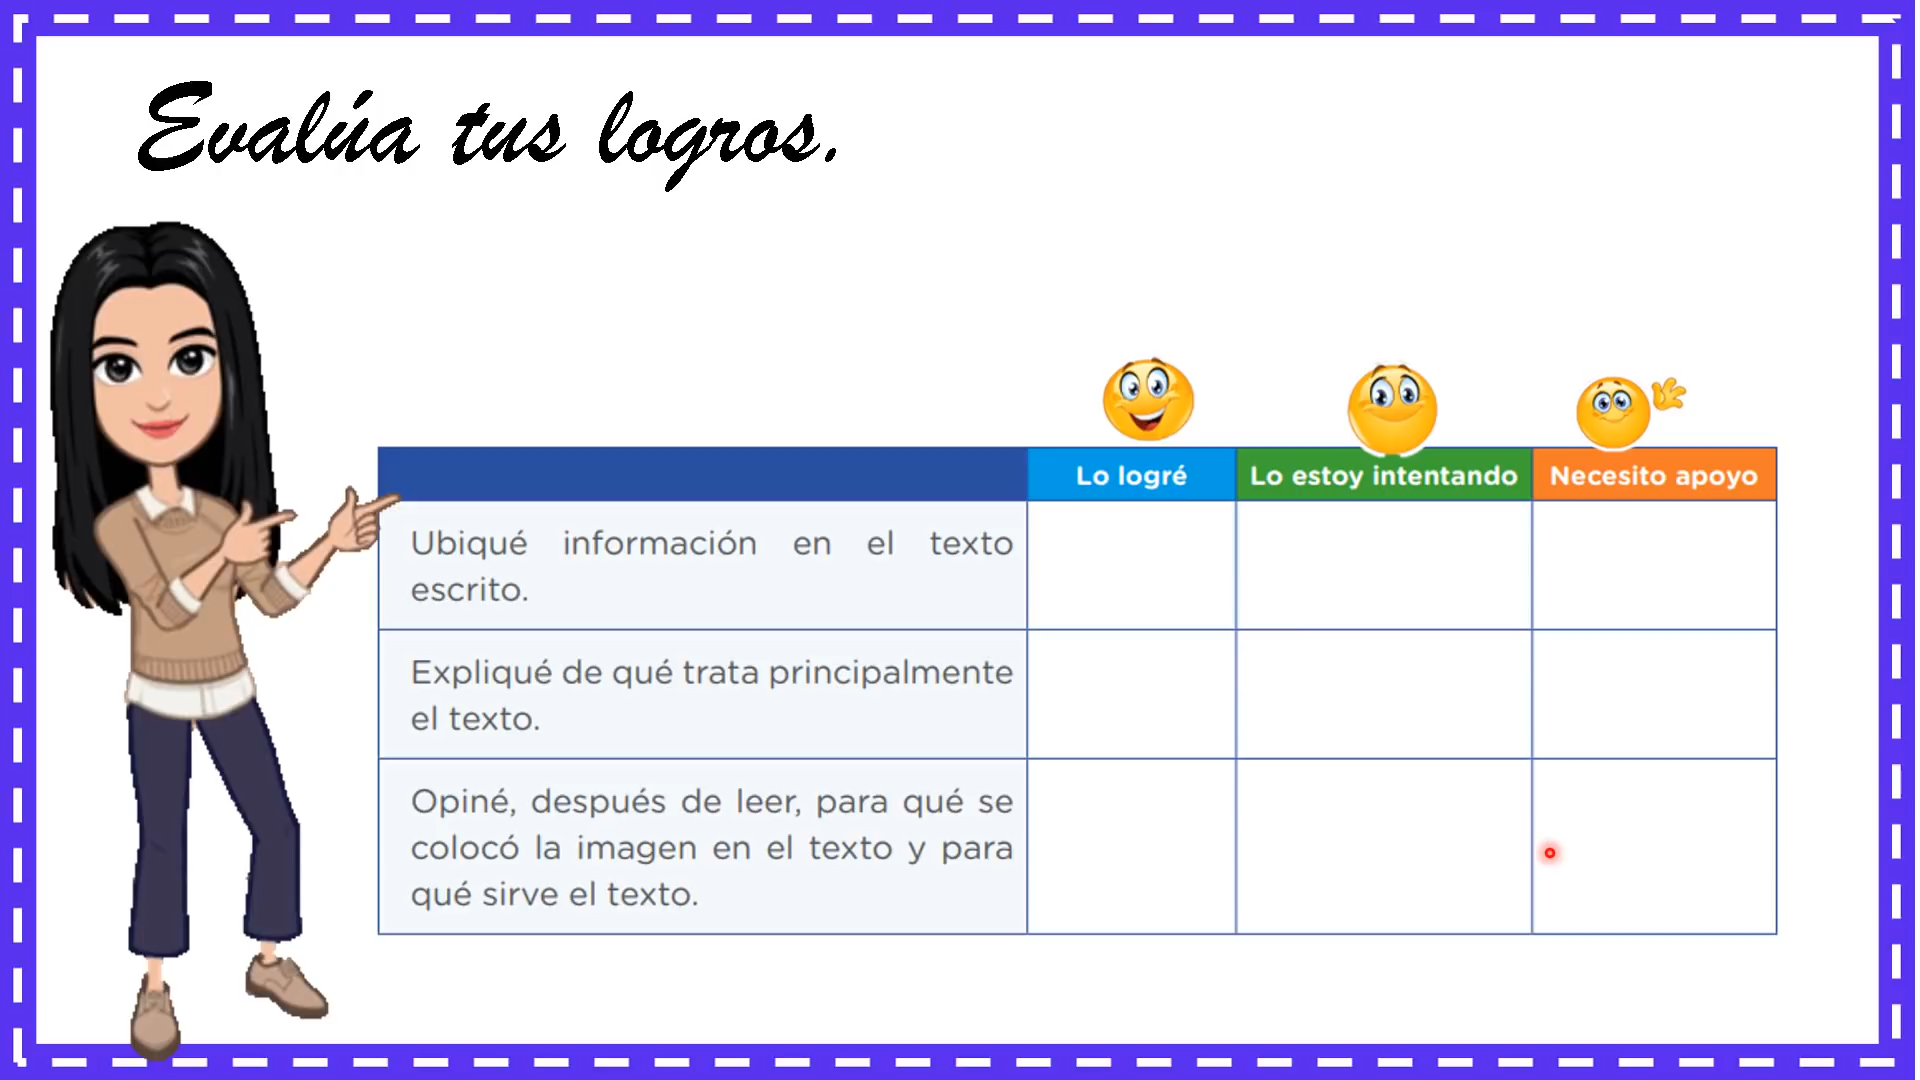 Evalúa tus logros.
Lo logré Lo estoy intentando Necesito apoyo
Ubiqué información en el texto
escrito.
Expliqué de qué trata principalmente
el texto.
Opiné, después de leer, para qué se
colocó la imagen en el texto y para
qué sirve el texto.